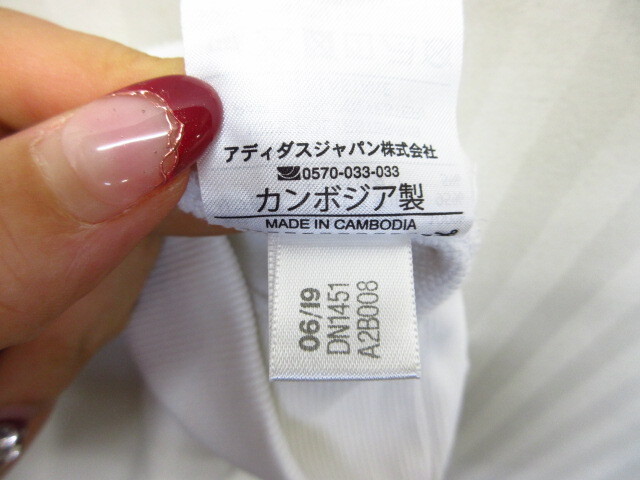 アディダスジャパン株式会社
0570-033-033
カンボジア製
MADE IN CAMBODIA
06/19
DN1451
A2B008